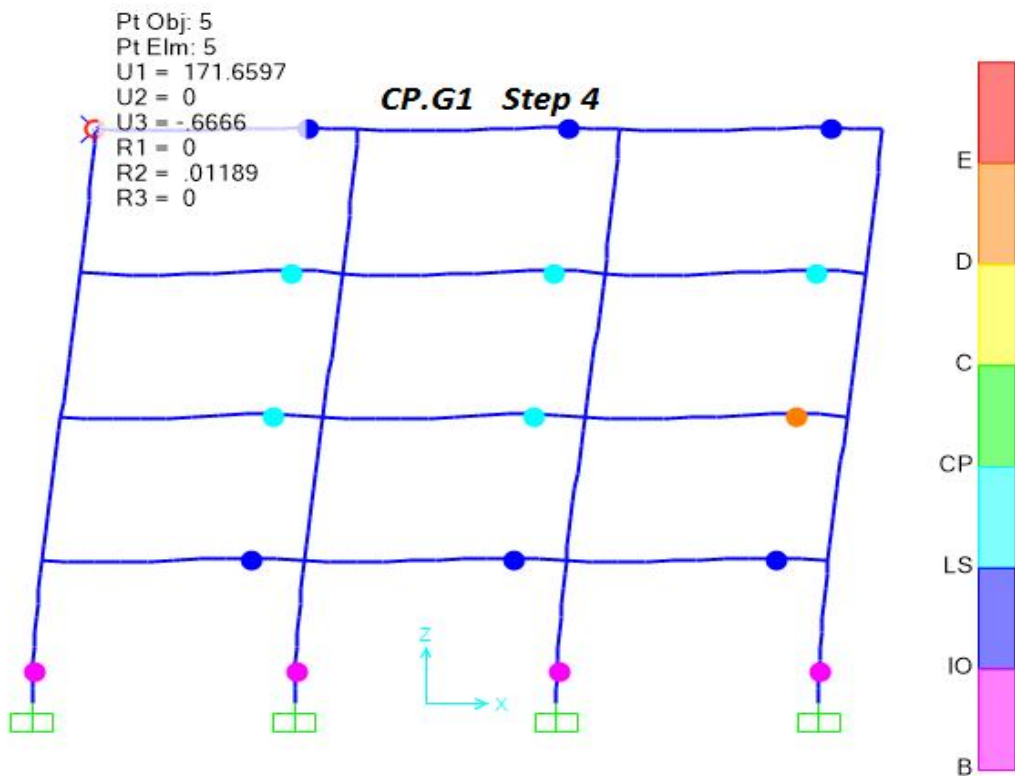 Pt Obj: 5
Pt Elm: 5
U1 = 171.6597
U2 = 0
U3 = -.6666
R1 = 0
R2 = .01189
R3 = 0
CP.G1 Step 4
E
D
C
CP
LS
IO
B
Z
X